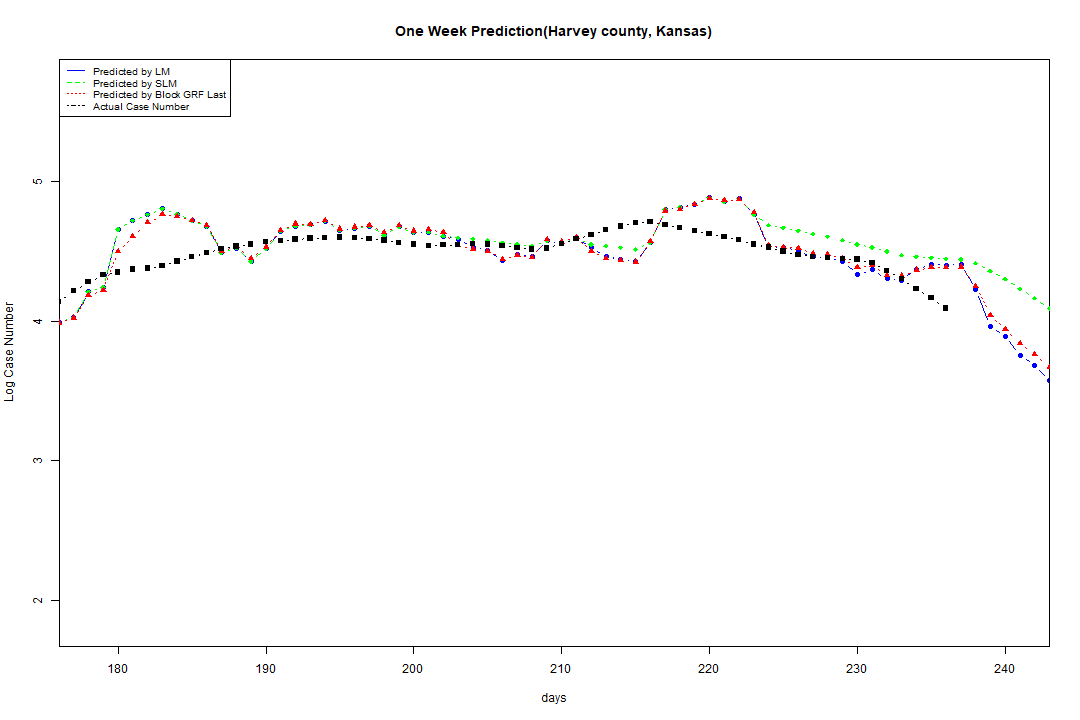 One Week Prediction(Harvey county, Kansas)
Predicted by LM
Predicted by SLM
Predicted by Block GRF Last
Actual Case Number
5
4
3
2
Log Case Number
180 190 200 210 220 230 240
days